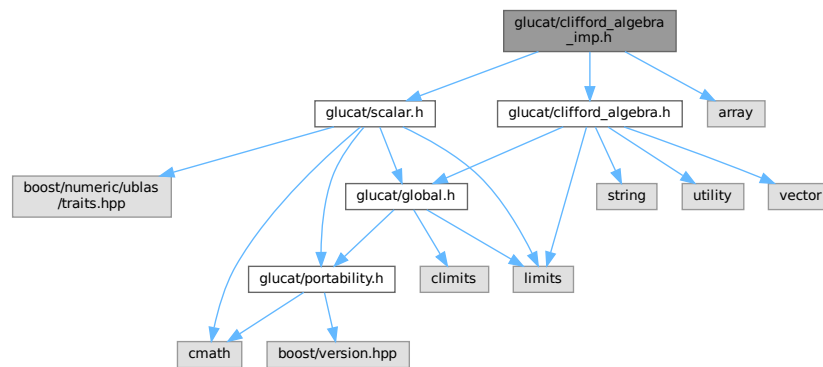 glucat/clifford_algebra
_imp.h
glucat/scalar.h
glucat/clifford_algebra.h
array
boost/numeric/ublas
/traits.hpp
glucat/global.h
string
utility
vector
glucat/portability.h
climits
limits
cmath
boost/version.hpp